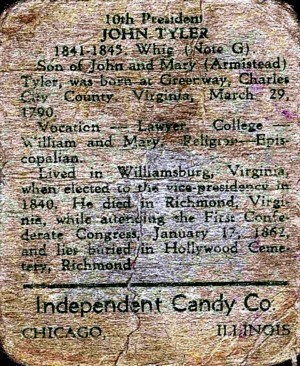 10th President
JOHN TYLER
1841-1845. Whig (Note G).
Son of John and Mary (Armistead)
Tyler, was born at Greenway, Charles
City County, Virginia, March 29,
1790.
Vocation — Lawyer. College —
William and Mary. Religion—Epis-
copalian.
Lived in Williamsburg, Virginia,
when elected to the vice-presidency in
1840. He died in Richmond, Virgi-
nia, while attending the First Confe-
derate Congress, January 17, 1862,
and lies buried in Hollywood Ceme-
tery, Richmond.
Independent Candy Co.
CHICAGO, ILLINOIS